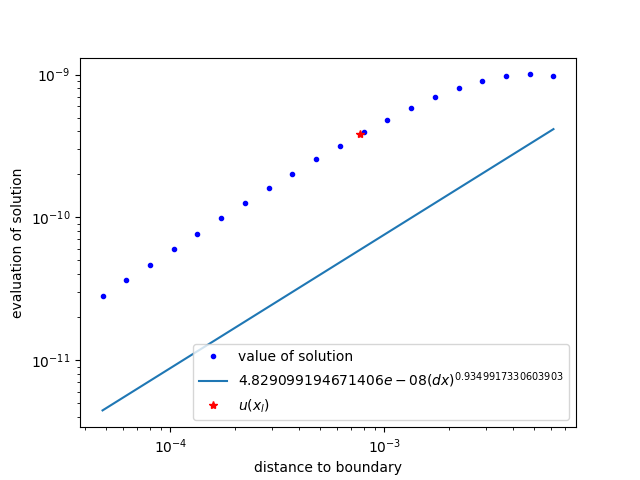 10⁻⁹
10⁻¹⁰
10⁻¹¹
evaluation of solution
value of solution
4.829099194671406e − 08(dx)^0.9349917330603903
u(x_l)
10⁻⁴ 10⁻³
distance to boundary